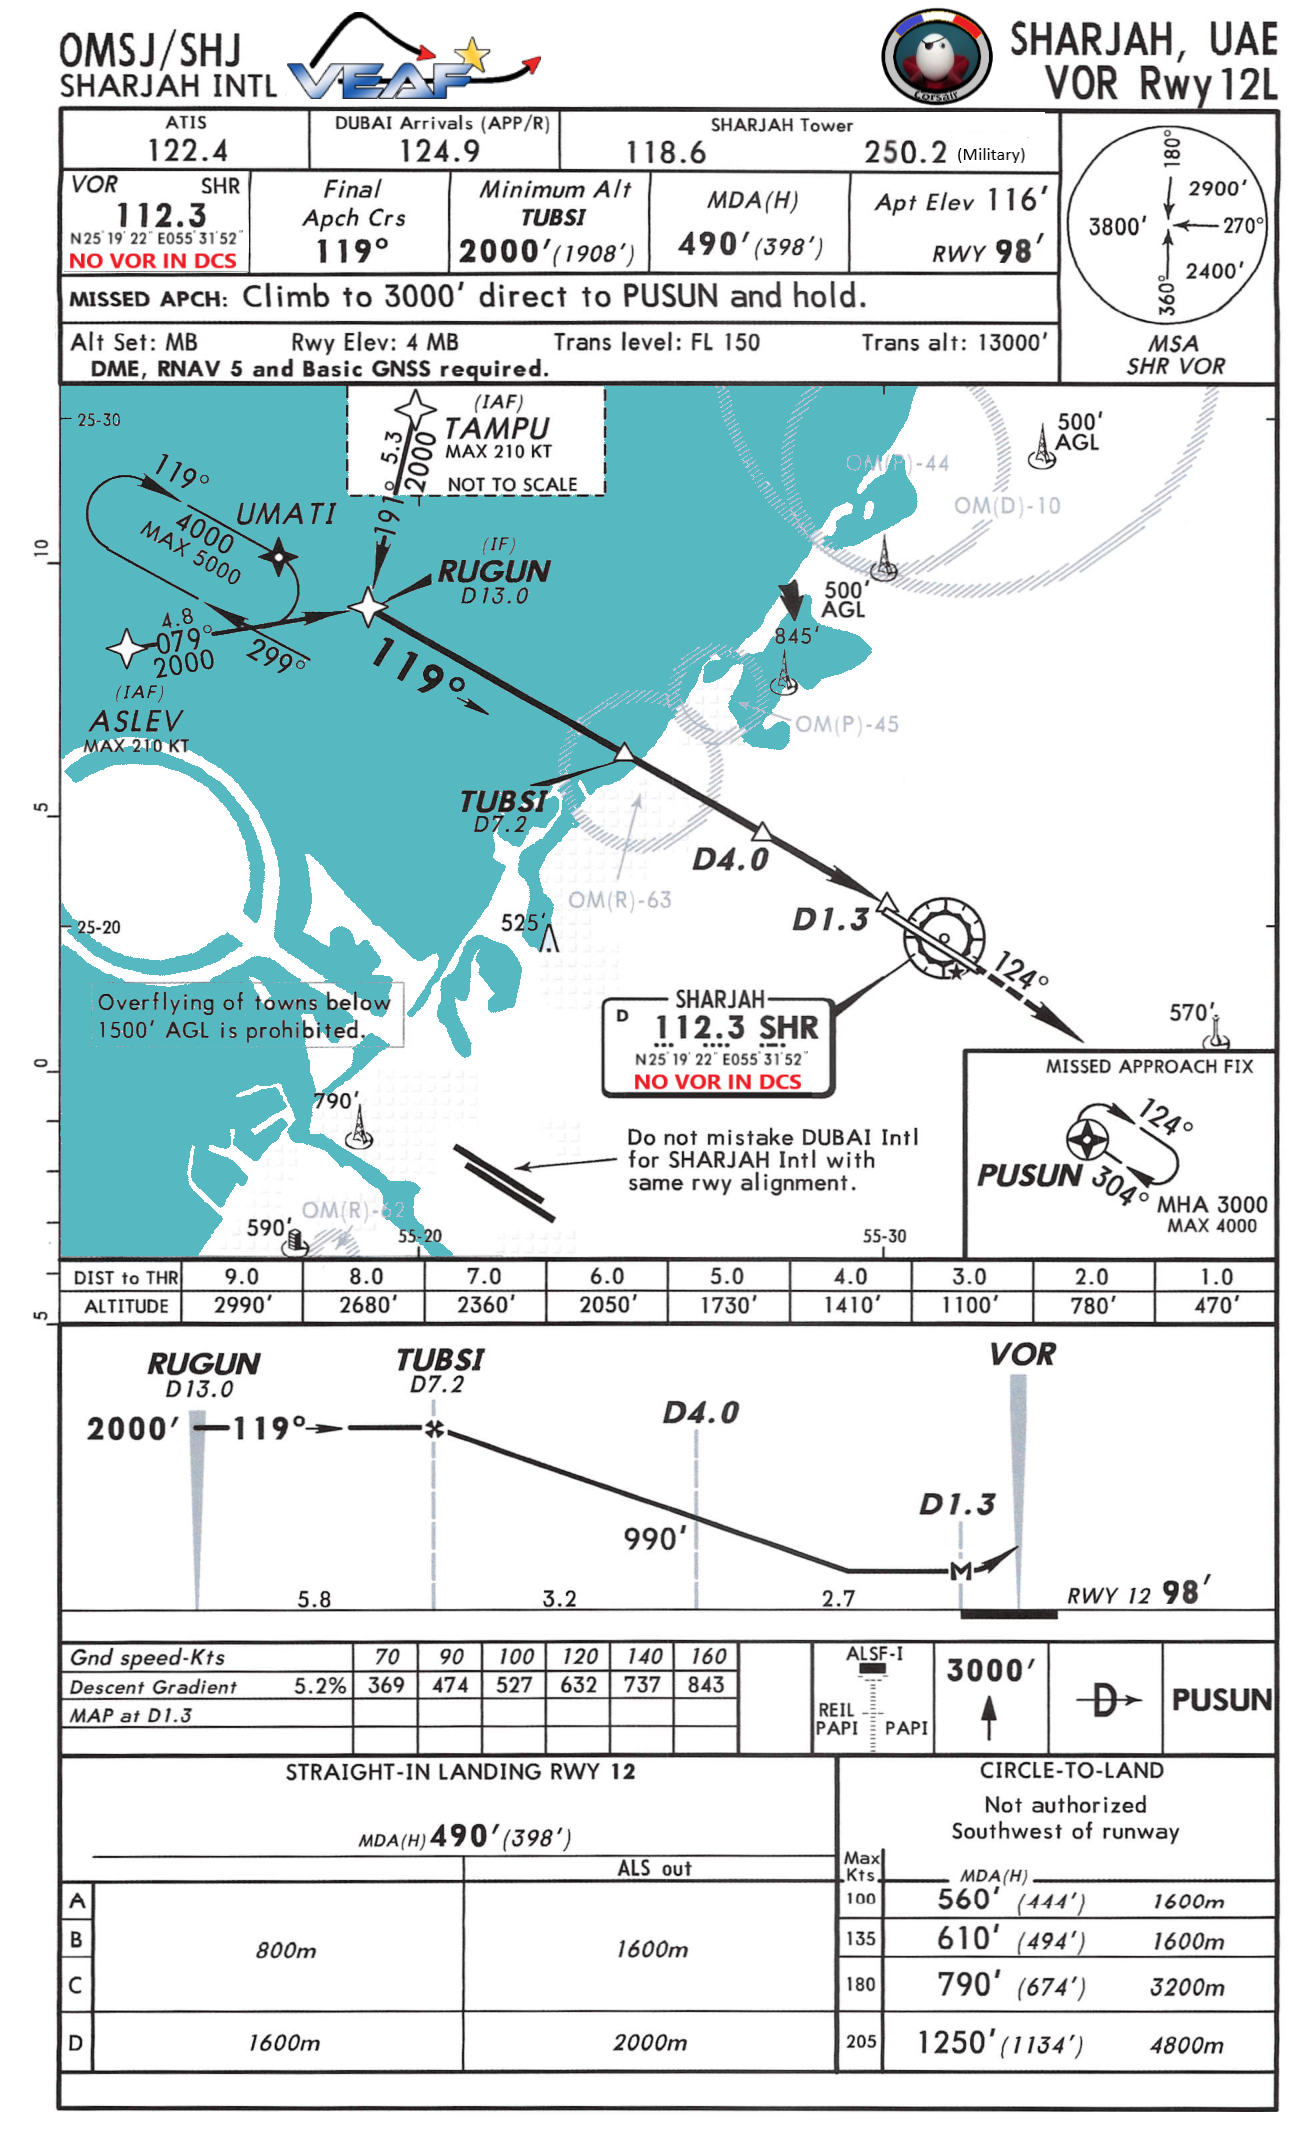 OMSJ/SHJ
SHARJAH INTL
VEAF
Corsair
SHARJAH, UAE
VOR Rwy 12L
ATIS
122.4
DUBAI Arrivals (APP/R)
124.9
SHARJAH Tower
118.6 250.2 (Military)
VOR SHR
112.3
N25 19' 22" E055 31'52"
NO VOR IN DCS
Final
Apch Crs
119°
Minimum Alt
TUBSI
2000' (1908')
MDA(H)
490' (398')
Apt Elev 116'
RWY 98'
MISSED APCH: Climb to 3000' direct to PUSUN and hold.
Alt Set: MB Rwy Elev: 4 MB Trans level: FL 150 Trans alt: 13000'
DME, RNAV 5 and Basic GNSS required.
180°
2900'
3800'
270°
2400'
360°
MSA
SHR VOR
25-30
(IAF)
TAMPU
MAX 210 KT
NOT TO SCALE
5.3
191°
2000
500'
AGL
OM(P)-44
OM(D)-10
119°
UMATI
4000
MAX 5000
(IF)
RUGUN
D13.0
10
500'
AGL
845'
4.8
079°
2000
299°
119°
(IAF)
ASLEV
MAX 210 KT
OM(P)-45
TUBSI
D7.2
5
D4.0
OM(R)-63
D1.3
525'
25-20
124°
Overflying of towns below
1500' AGL is prohibited.
SHARJAH
D 112.3 SHR
N25 19' 22" E055 31'52"
NO VOR IN DCS
570'
0
MISSED APPROACH FIX
790'
124°
PUSUN
304°
MHA 3000
MAX 4000
Do not mistake DUBAI Intl
for SHARJAH Intl with
same rwy alignment.
OM(R)-62
590'
55-20
55-30
5
DIST to THR 9.0 8.0 7.0 6.0 5.0 4.0 3.0 2.0 1.0
ALTITUDE 2990' 2680' 2360' 2050' 1730' 1410' 1100' 780' 470'
RUGUN
D13.0
TUBSI
D7.2
VOR
2000' 119°
D4.0
D1.3
990'
M
5.8 3.2 2.7
RWY 12 98'
Gnd speed-Kts 70 90 100 120 140 160
Descent Gradient 5.2% 369 474 527 632 737 843
MAP at D1.3
ALSF-I
REIL
PAPI PAPI
3000'
D
PUSUN
STRAIGHT-IN LANDING RWY 12
MDA(H) 490' (398')
ALS out
A
B
C
D
800m
1600m
1600m
2000m
CIRCLE-TO-LAND
Not authorized
Southwest of runway
Max
Kts
MDA(H)
100 560' (444') 1600m
135 610' (494') 1600m
180 790' (674') 3200m
205 1250' (1134') 4800m